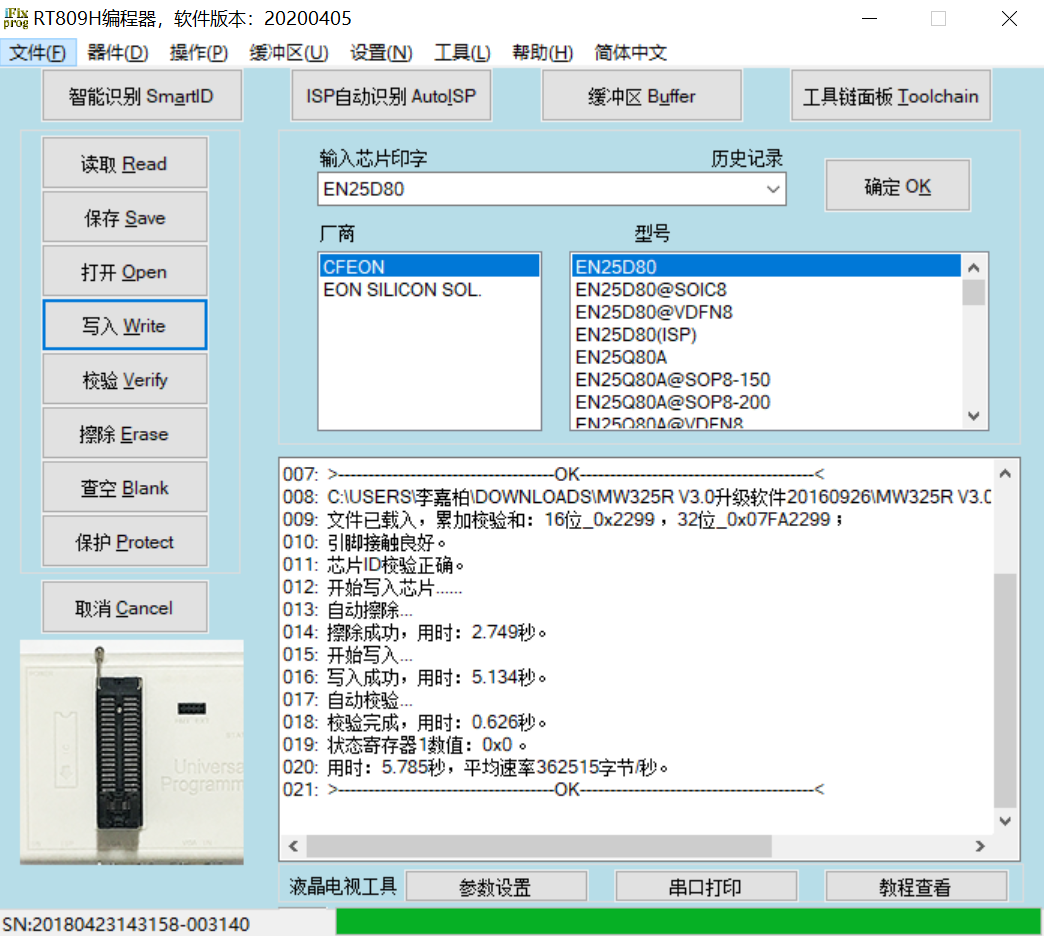 iFix prog RT809H编程器，软件版本：20200405
文件(F) 器件(D) 操作(P) 缓冲区(U) 设置(N) 工具(L) 帮助(H) 简体中文
智能识别 SmartID ISP自动识别 AutoISP 缓冲区 Buffer 工具链面板 Toolchain
读取 Read
保存 Save
打开 Open
写入 Write
校验 Verify
擦除 Erase
查空 Blank
保护 Protect
取消 Cancel
输入芯片印字 历史记录
EN25D80
确定 OK
厂商 型号
CFEON
EON SILICON SOL.
EN25D80
EN25D80@SOIC8
EN25D80@VDFN8
EN25D80(ISP)
EN25Q80A
EN25Q80A@SOP8-150
EN25Q80A@SOP8-200
EN25Q80A@VDFN8
007: >------------------------------------OK---------------------------------------<
008: C:\USERS\李嘉柏\DOWNLOADS\MW325R V3.0升级软件20160926\MW325R V3.0
009: 文件已载入，累加校验和：16位_0x2299 ，32位_0x07FA2299 ；
010: 引脚接触良好。
011: 芯片ID校验正确。
012: 开始写入芯片......
013: 自动擦除...
014: 擦除成功，用时：2.749秒。
015: 开始写入...
016: 写入成功，用时：5.134秒。
017: 自动校验...
018: 校验完成，用时：0.626秒。
019: 状态寄存器1数值：0x0 。
020: 用时：5.785秒，平均速率362515字节/秒。
021: >------------------------------------OK---------------------------------------<
Universa
Programm
液晶电视工具 参数设置 串口打印 教程查看
SN:20180423143158-003140